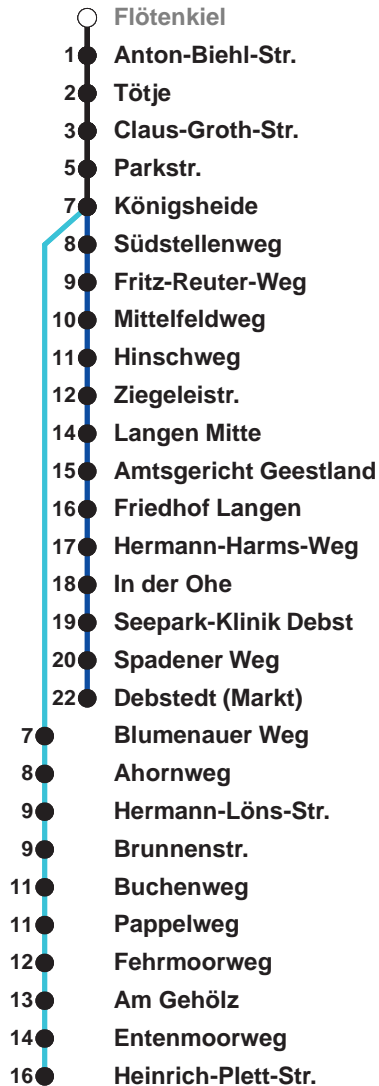 Flötenkiel
1 Anton-Biehl-Str.
2 Tötje
3 Claus-Groth-Str.
5 Parkstr.
7 Königsheide
8 Südstellenweg
9 Fritz-Reuter-Weg
10 Mittelfeldweg
11 Hinschweg
12 Ziegeleistr.
14 Langen Mitte
15 Amtsgericht Geestland
16 Friedhof Langen
17 Hermann-Harms-Weg
18 In der Ohe
19 Seepark-Klinik Debst
20 Spadener Weg
22 Debstedt (Markt)
7 Blumenauer Weg
8 Ahornweg
9 Hermann-Löns-Str.
9 Brunnenstr.
11 Buchenweg
11 Pappelweg
12 Fehrmoorweg
13 Am Gehölz
14 Entenmoorweg
16 Heinrich-Plett-Str.